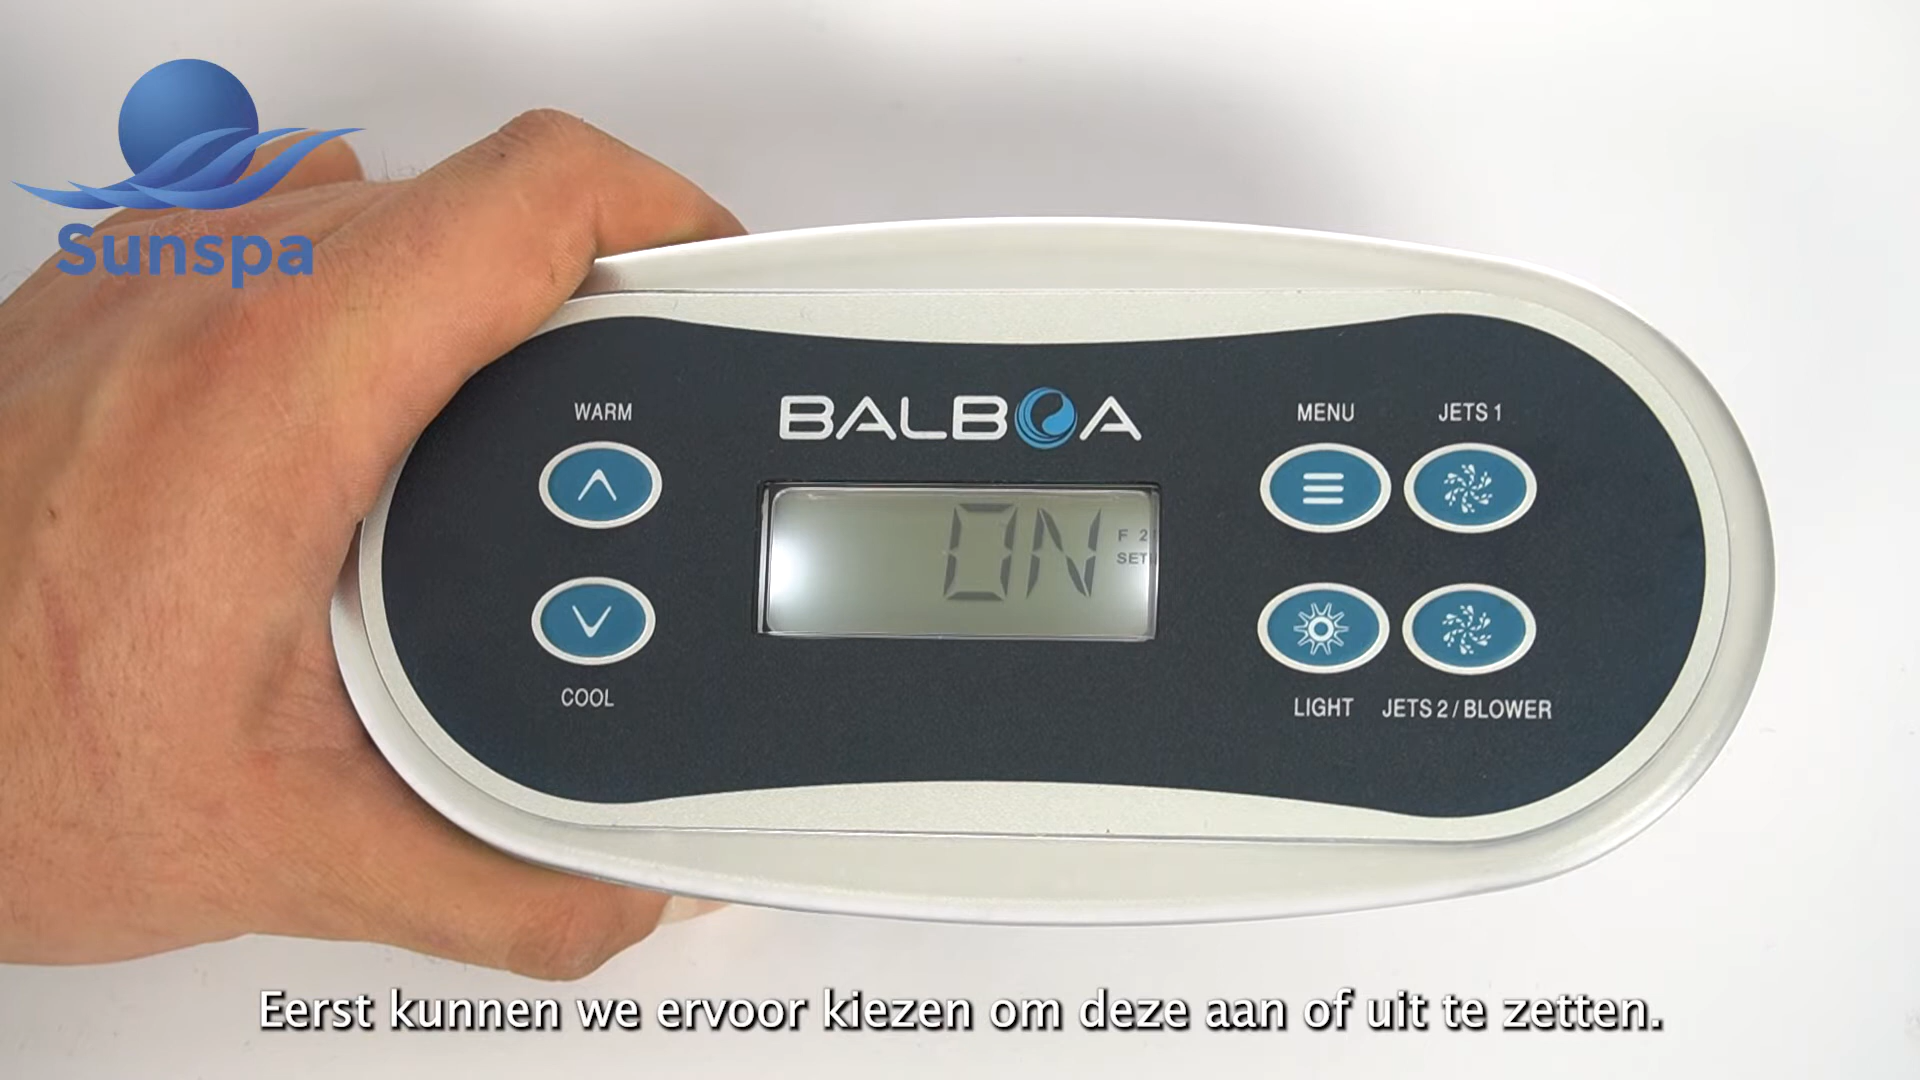 Sunspa
WARM
BALBOA
MENU
JETS 1
ON
F 2
COOL
LIGHT
JETS 2 / BLOWER
Eerst kunnen we ervoor kiezen om deze aan of uit te zetten.